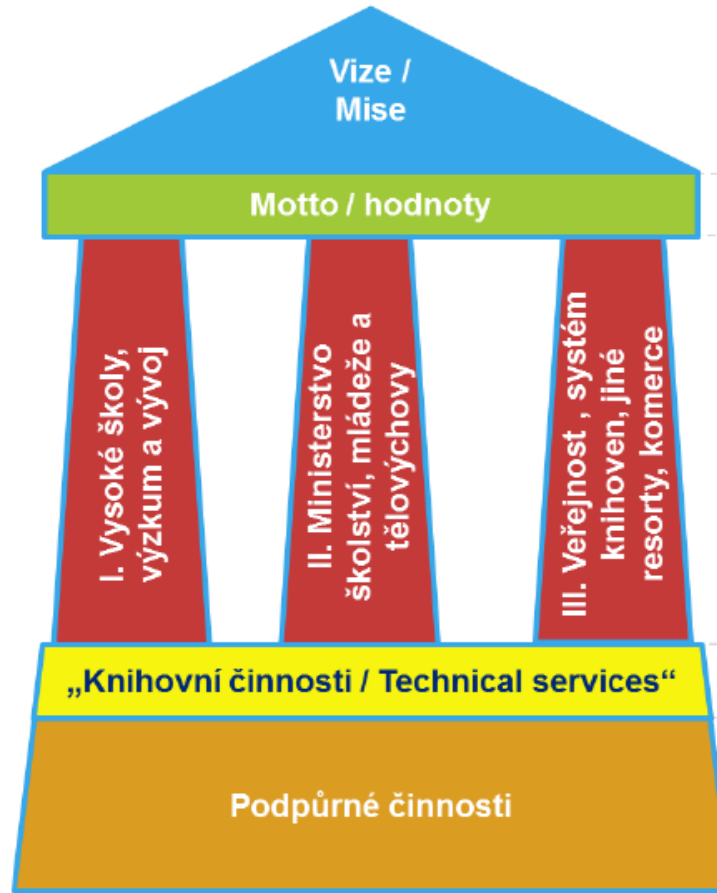 Vize /
Mise
Motto / hodnoty
I. Vysoké školy,
výzkum a vývoj
II. Ministerstvo
školství, mládeže a
tělovýchovy
III. Veřejnost , systém
knihoven, jiné
resorty, komerce
„Knihovní činnosti / Technical services“
Podpůrné činnosti